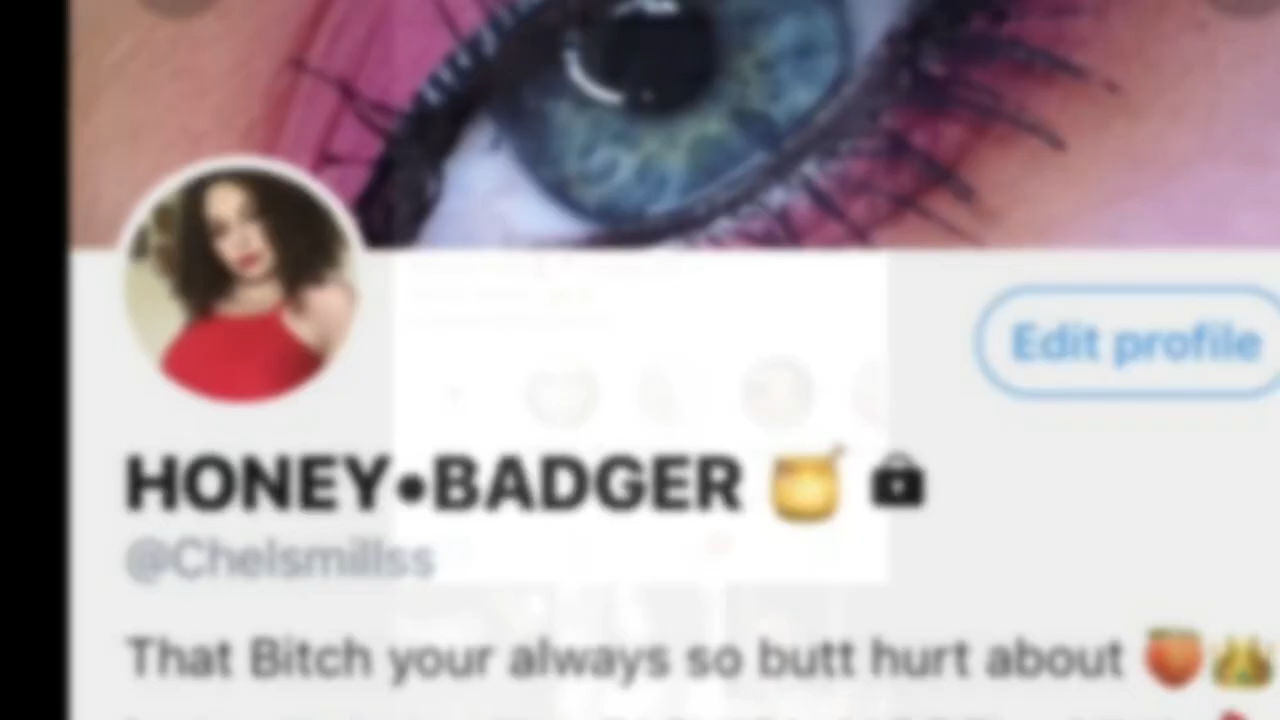 Edit profile
HONEY•BADGER 🍯 🔒
@Chelsmillss
That Bitch your always so butt hurt about 🍑👑